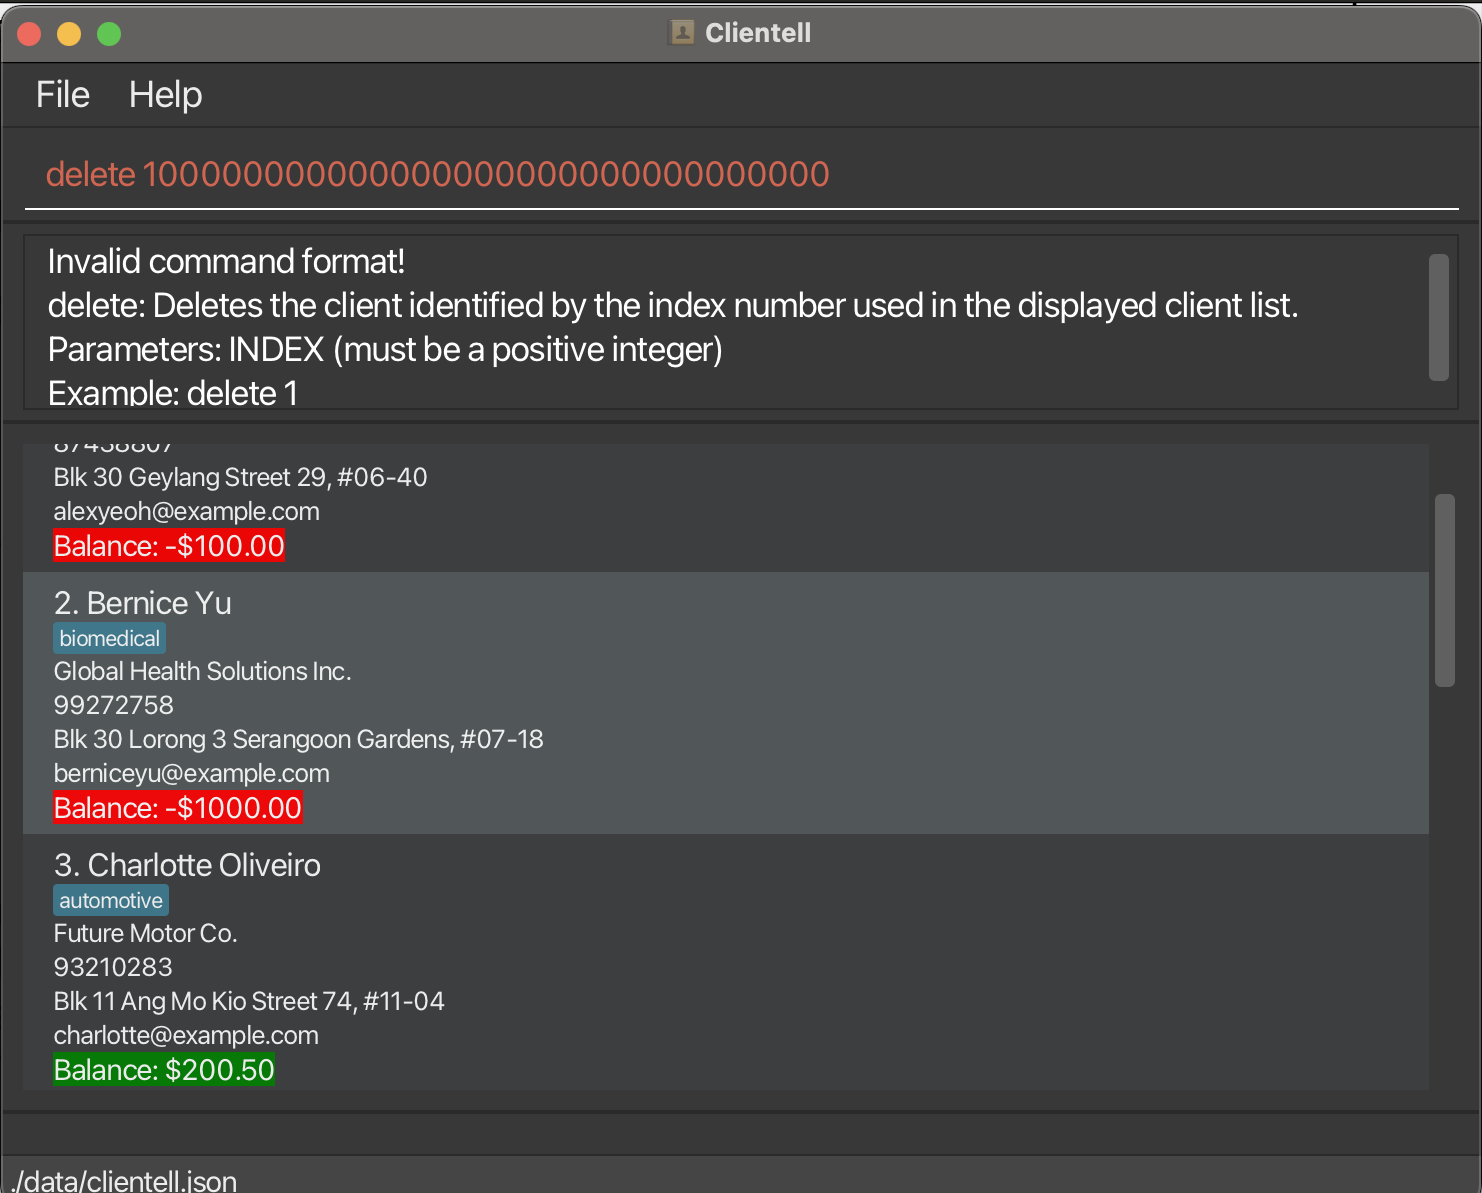 Clientell
File Help
delete
Invalid command format!
delete: Deletes the client identified by the index number used in the displayed client list.
Parameters: INDEX (must be a positive integer)
Example: delete 1
Blk 30 Geylang Street 29, #06-40
alexyeoh@example.com
Balance: -$100.00
2. Bernice Yu
biomedical
Global Health Solutions Inc.
99272758
Blk 30 Lorong 3 Serangoon Gardens, #07-18
berniceyu@example.com
Balance: -$1000.00
3. Charlotte Oliveiro
automotive
Future Motor Co.
93210283
Blk 11 Ang Mo Kio Street 74, #11-04
charlotte@example.com
Balance: $200.50
./data/clientell.json